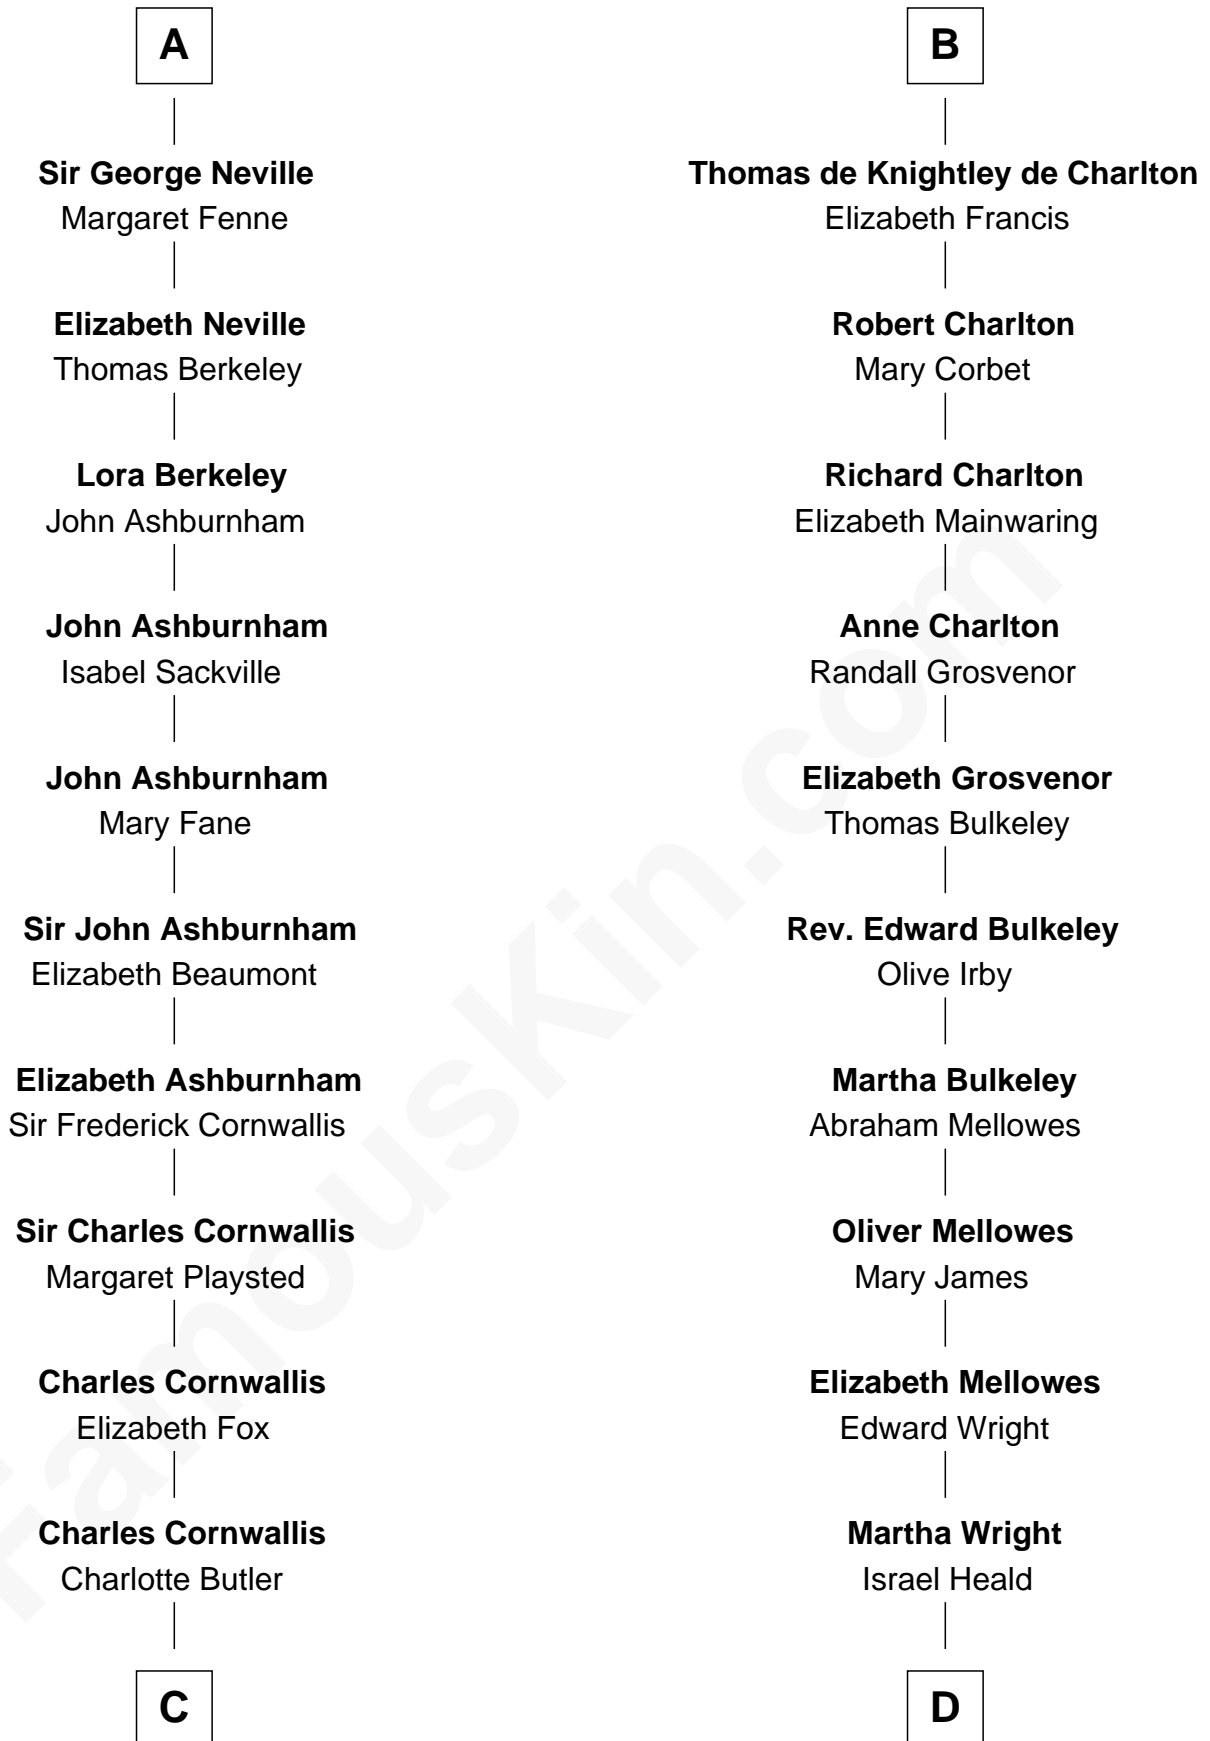 A
Sir George Neville
Margaret Fenne
Elizabeth Neville
Thomas Berkeley
Lora Berkeley
John Ashburnham
John Ashburnham
Isabel Sackville
John Ashburnham
Mary Fane
Sir John Ashburnham
Elizabeth Beaumont
Elizabeth Ashburnham
Sir Frederick Cornwallis
Sir Charles Cornwallis
Margaret Playsted
Charles Cornwallis
Elizabeth Fox
Charles Cornwallis
Charlotte Butler
C
B
Thomas de Knightley de Charlton
Elizabeth Francis
Robert Charlton
Mary Corbet
Richard Charlton
Elizabeth Mainwaring
Anne Charlton
Randall Grosvenor
Elizabeth Grosvenor
Thomas Bulkeley
Rev. Edward Bulkeley
Olive Irby
Martha Bulkeley
Abraham Mellowes
Oliver Mellowes
Mary James
Elizabeth Mellowes
Edward Wright
Martha Wright
Israel Heald
D
FamousKin.com